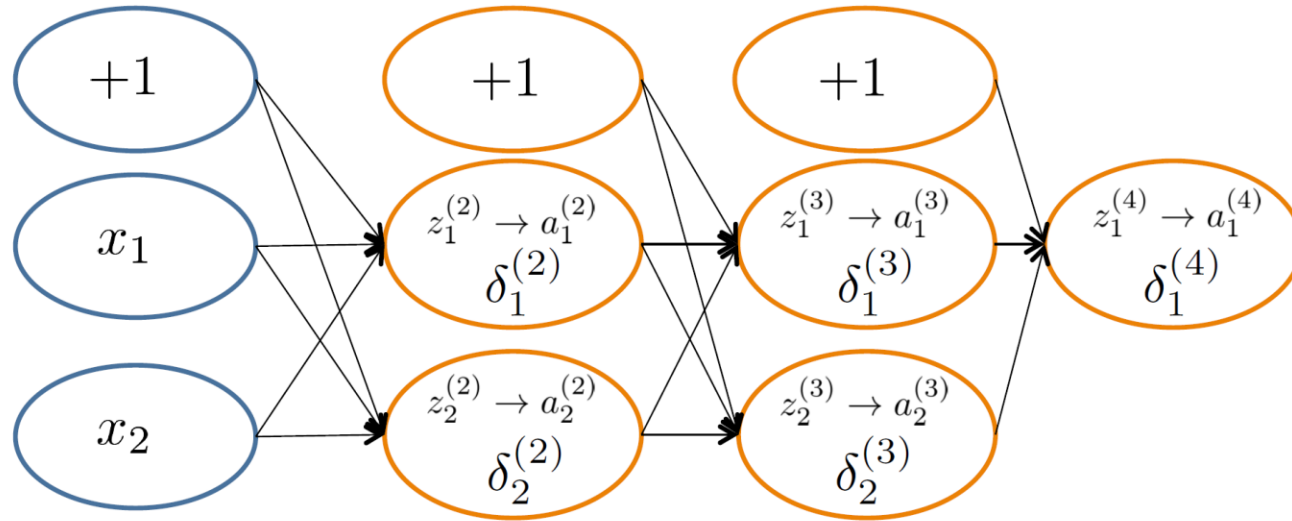 +1
+1
+1
x₁
z₁⁽²⁾ → a₁⁽²⁾
δ₁⁽²⁾
z₁⁽³⁾ → a₁⁽³⁾
δ₁⁽³⁾
z₁⁽⁴⁾ → a₁⁽⁴⁾
δ₁⁽⁴⁾
x₂
z₂⁽²⁾ → a₂⁽²⁾
δ₂⁽²⁾
z₂⁽³⁾ → a₂⁽³⁾
δ₂⁽³⁾